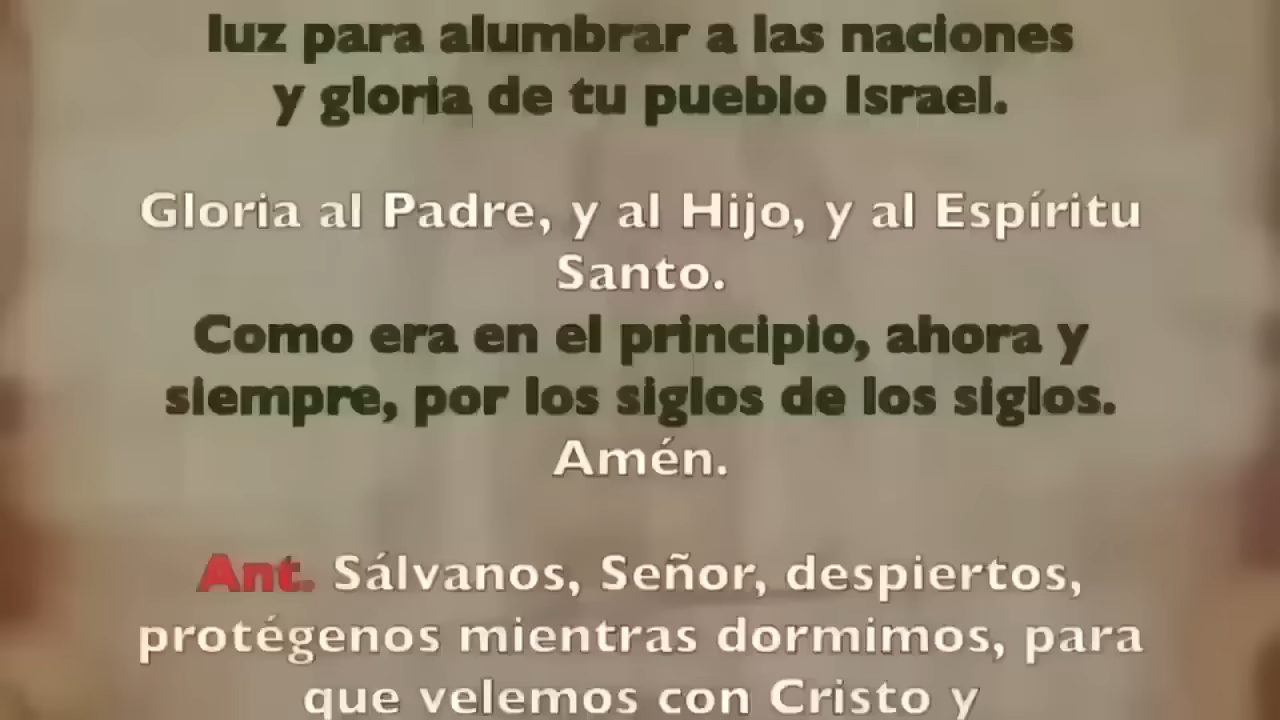 luz para alumbrar a las naciones
y gloria de tu pueblo Israel.
Gloria al Padre, y al Hijo, y al Espíritu
Santo.
Como era en el principio, ahora y
siempre, por los siglos de los siglos.
Amén.
Ant. Sálvanos, Señor, despiertos,
protégenos mientras dormimos, para
que velemos con Cristo y